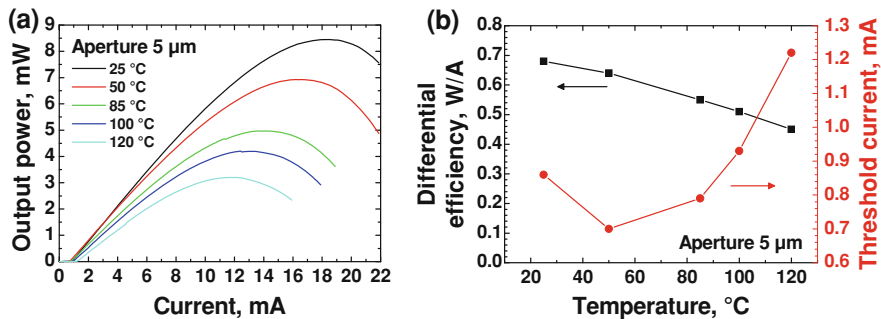 (a)
Aperture 5 µm
25 °C
50 °C
85 °C
100 °C
120 °C
Output power, mW
9
8
7
6
5
4
3
2
1
0
0 2 4 6 8 10 12 14 16 18 20 22
Current, mA
(b)
Differential
efficiency, W/A
0.8
0.7
0.6
0.5
0.4
0.3
0.2
0.1
0.0
20 40 60 80 100 120
Temperature, °C
Aperture 5 µm
1.3
1.2
1.1
1.0
0.9
0.8
0.7
0.6
Threshold current, mA